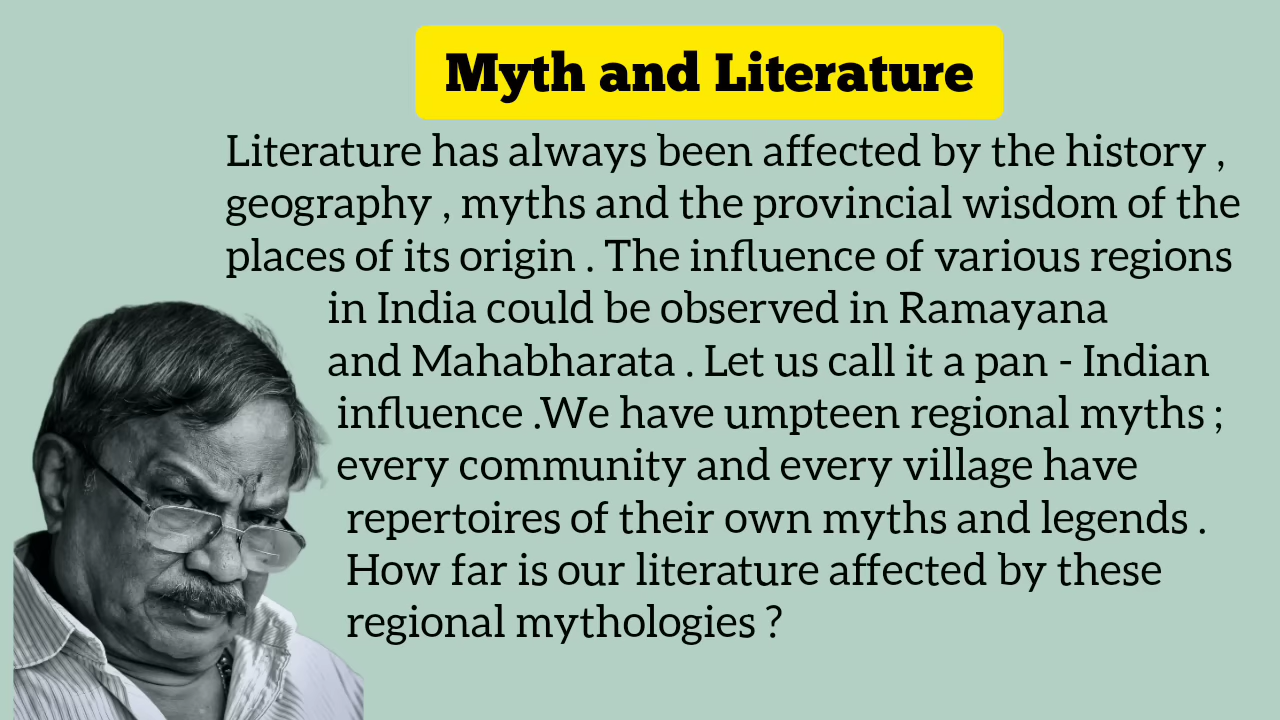 Myth and Literature
Literature has always been affected by the history ,
geography , myths and the provincial wisdom of the
places of its origin . The influence of various regions
in India could be observed in Ramayana
and Mahabharata . Let us call it a pan - Indian
influence .We have umpteen regional myths ;
every community and every village have
repertoires of their own myths and legends .
How far is our literature affected by these
regional mythologies ?